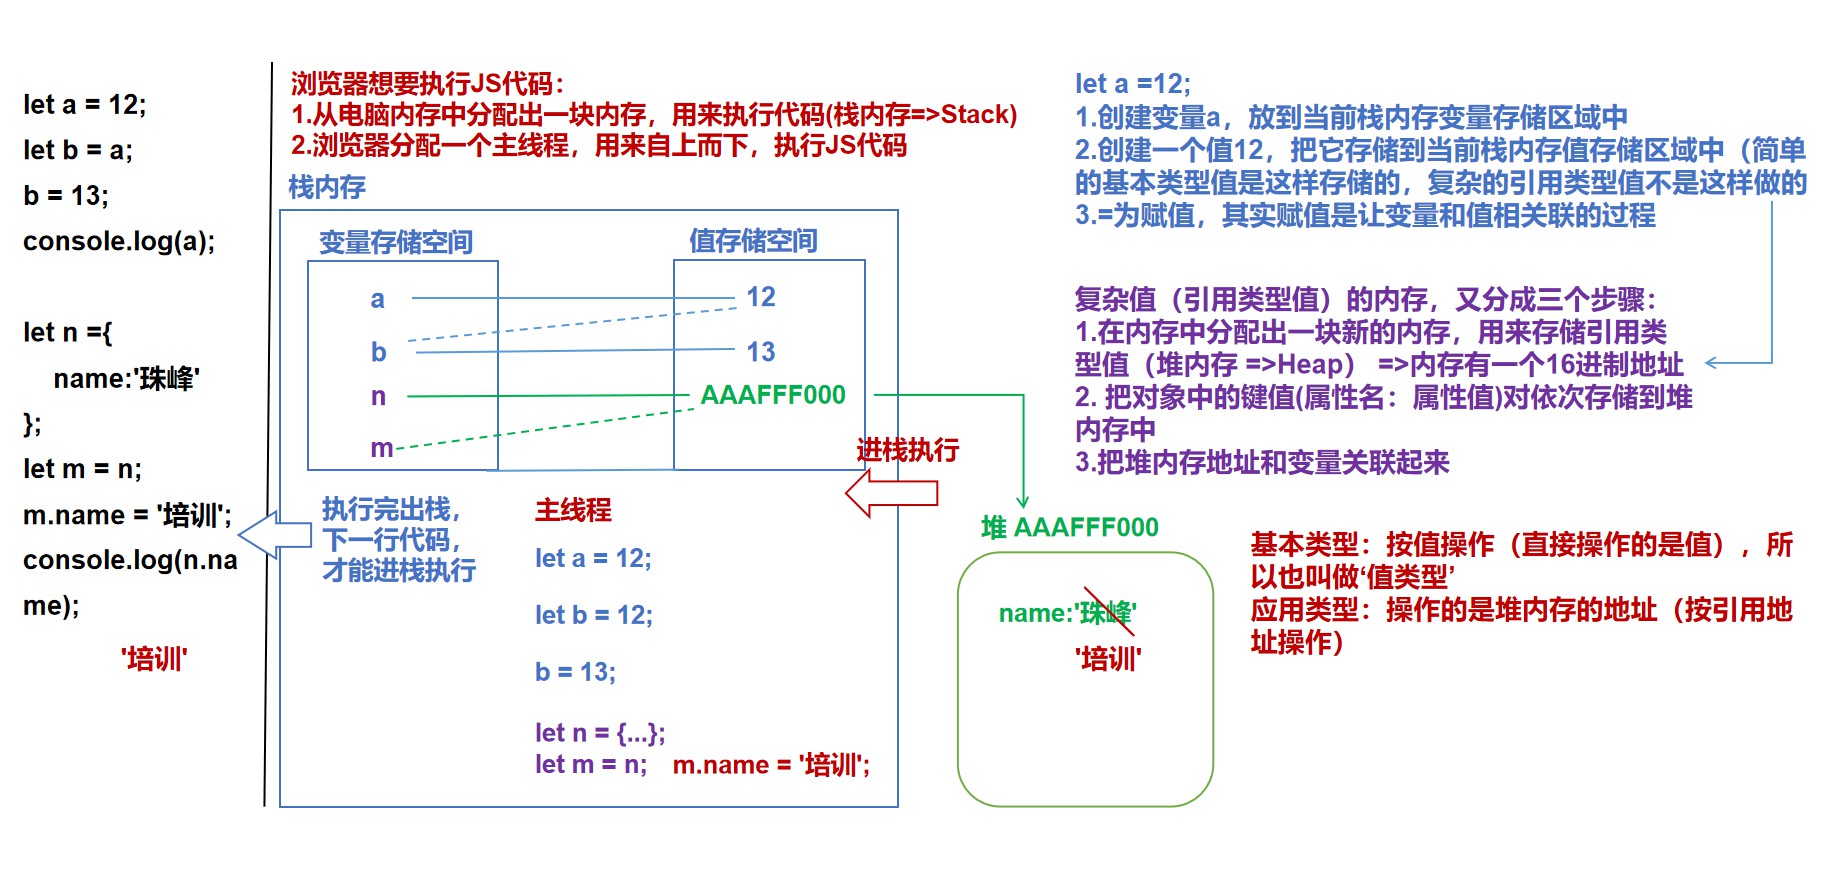 let a = 12;
let b = a;
b = 13;
console.log(a);
let n ={
name:'珠峰'
};
let m = n;
m.name = '培训';
console.log(n.na
me);
'培训'
浏览器想要执行JS代码：
1.从电脑内存中分配出一块内存，用来执行代码(栈内存=>Stack)
2.浏览器分配一个主线程，用来自上而下，执行JS代码
栈内存
变量存储空间
值存储空间
a
12
b
13
n
AAAFFF000
m
进栈执行
执行完出栈，
下一行代码，
才能进栈执行
主线程
let a = 12;
let b = 12;
b = 13;
let n = {...};
let m = n;
m.name = '培训';
堆 AAAFFF000
name:'珠峰'
'培训'
let a =12;
1.创建变量a，放到当前栈内存变量存储区域中
2.创建一个值12，把它存储到当前栈内存值存储区域中（简单
的基本类型值是这样存储的，复杂的引用类型值不是这样做的
3.=为赋值，其实赋值是让变量和值相关联的过程
复杂值（引用类型值）的内存，又分成三个步骤：
1.在内存中分配出一块新的内存，用来存储引用类
型值（堆内存 =>Heap） =>内存有一个16进制地址
2. 把对象中的键值(属性名：属性值)对依次存储到堆
内存中
3.把堆内存地址和变量关联起来
基本类型：按值操作（直接操作的是值），所
以也叫做‘值类型’
应用类型：操作的是堆内存的地址（按引用地
址操作）